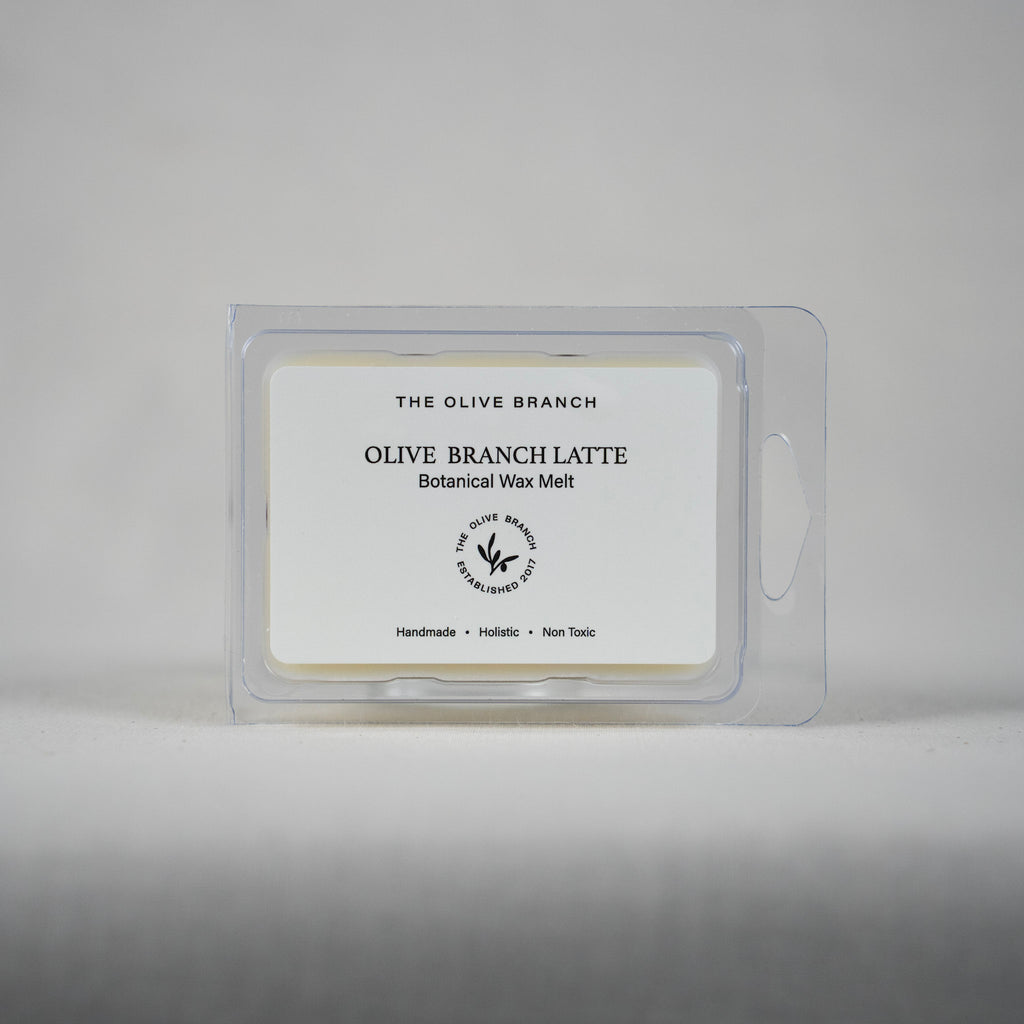 THE OLIVE BRANCH
OLIVE BRANCH LATTE
Botanical Wax Melt
THE OLIVE BRANCH
ESTABLISHED 2017
Handmade • Holistic • Non Toxic